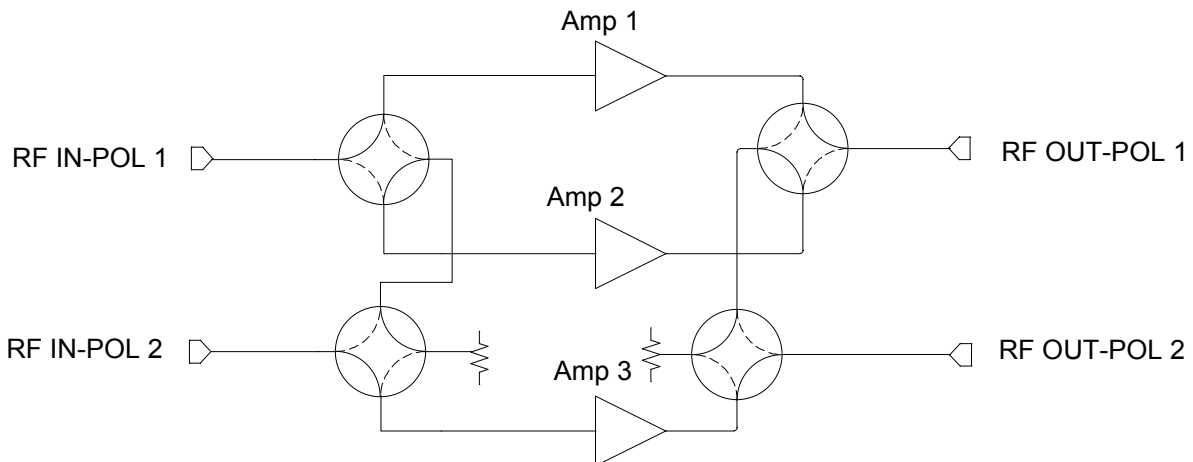 Amp 1
RF IN-POL 1
RF OUT-POL 1
Amp 2
RF IN-POL 2
RF OUT-POL 2
Amp 3